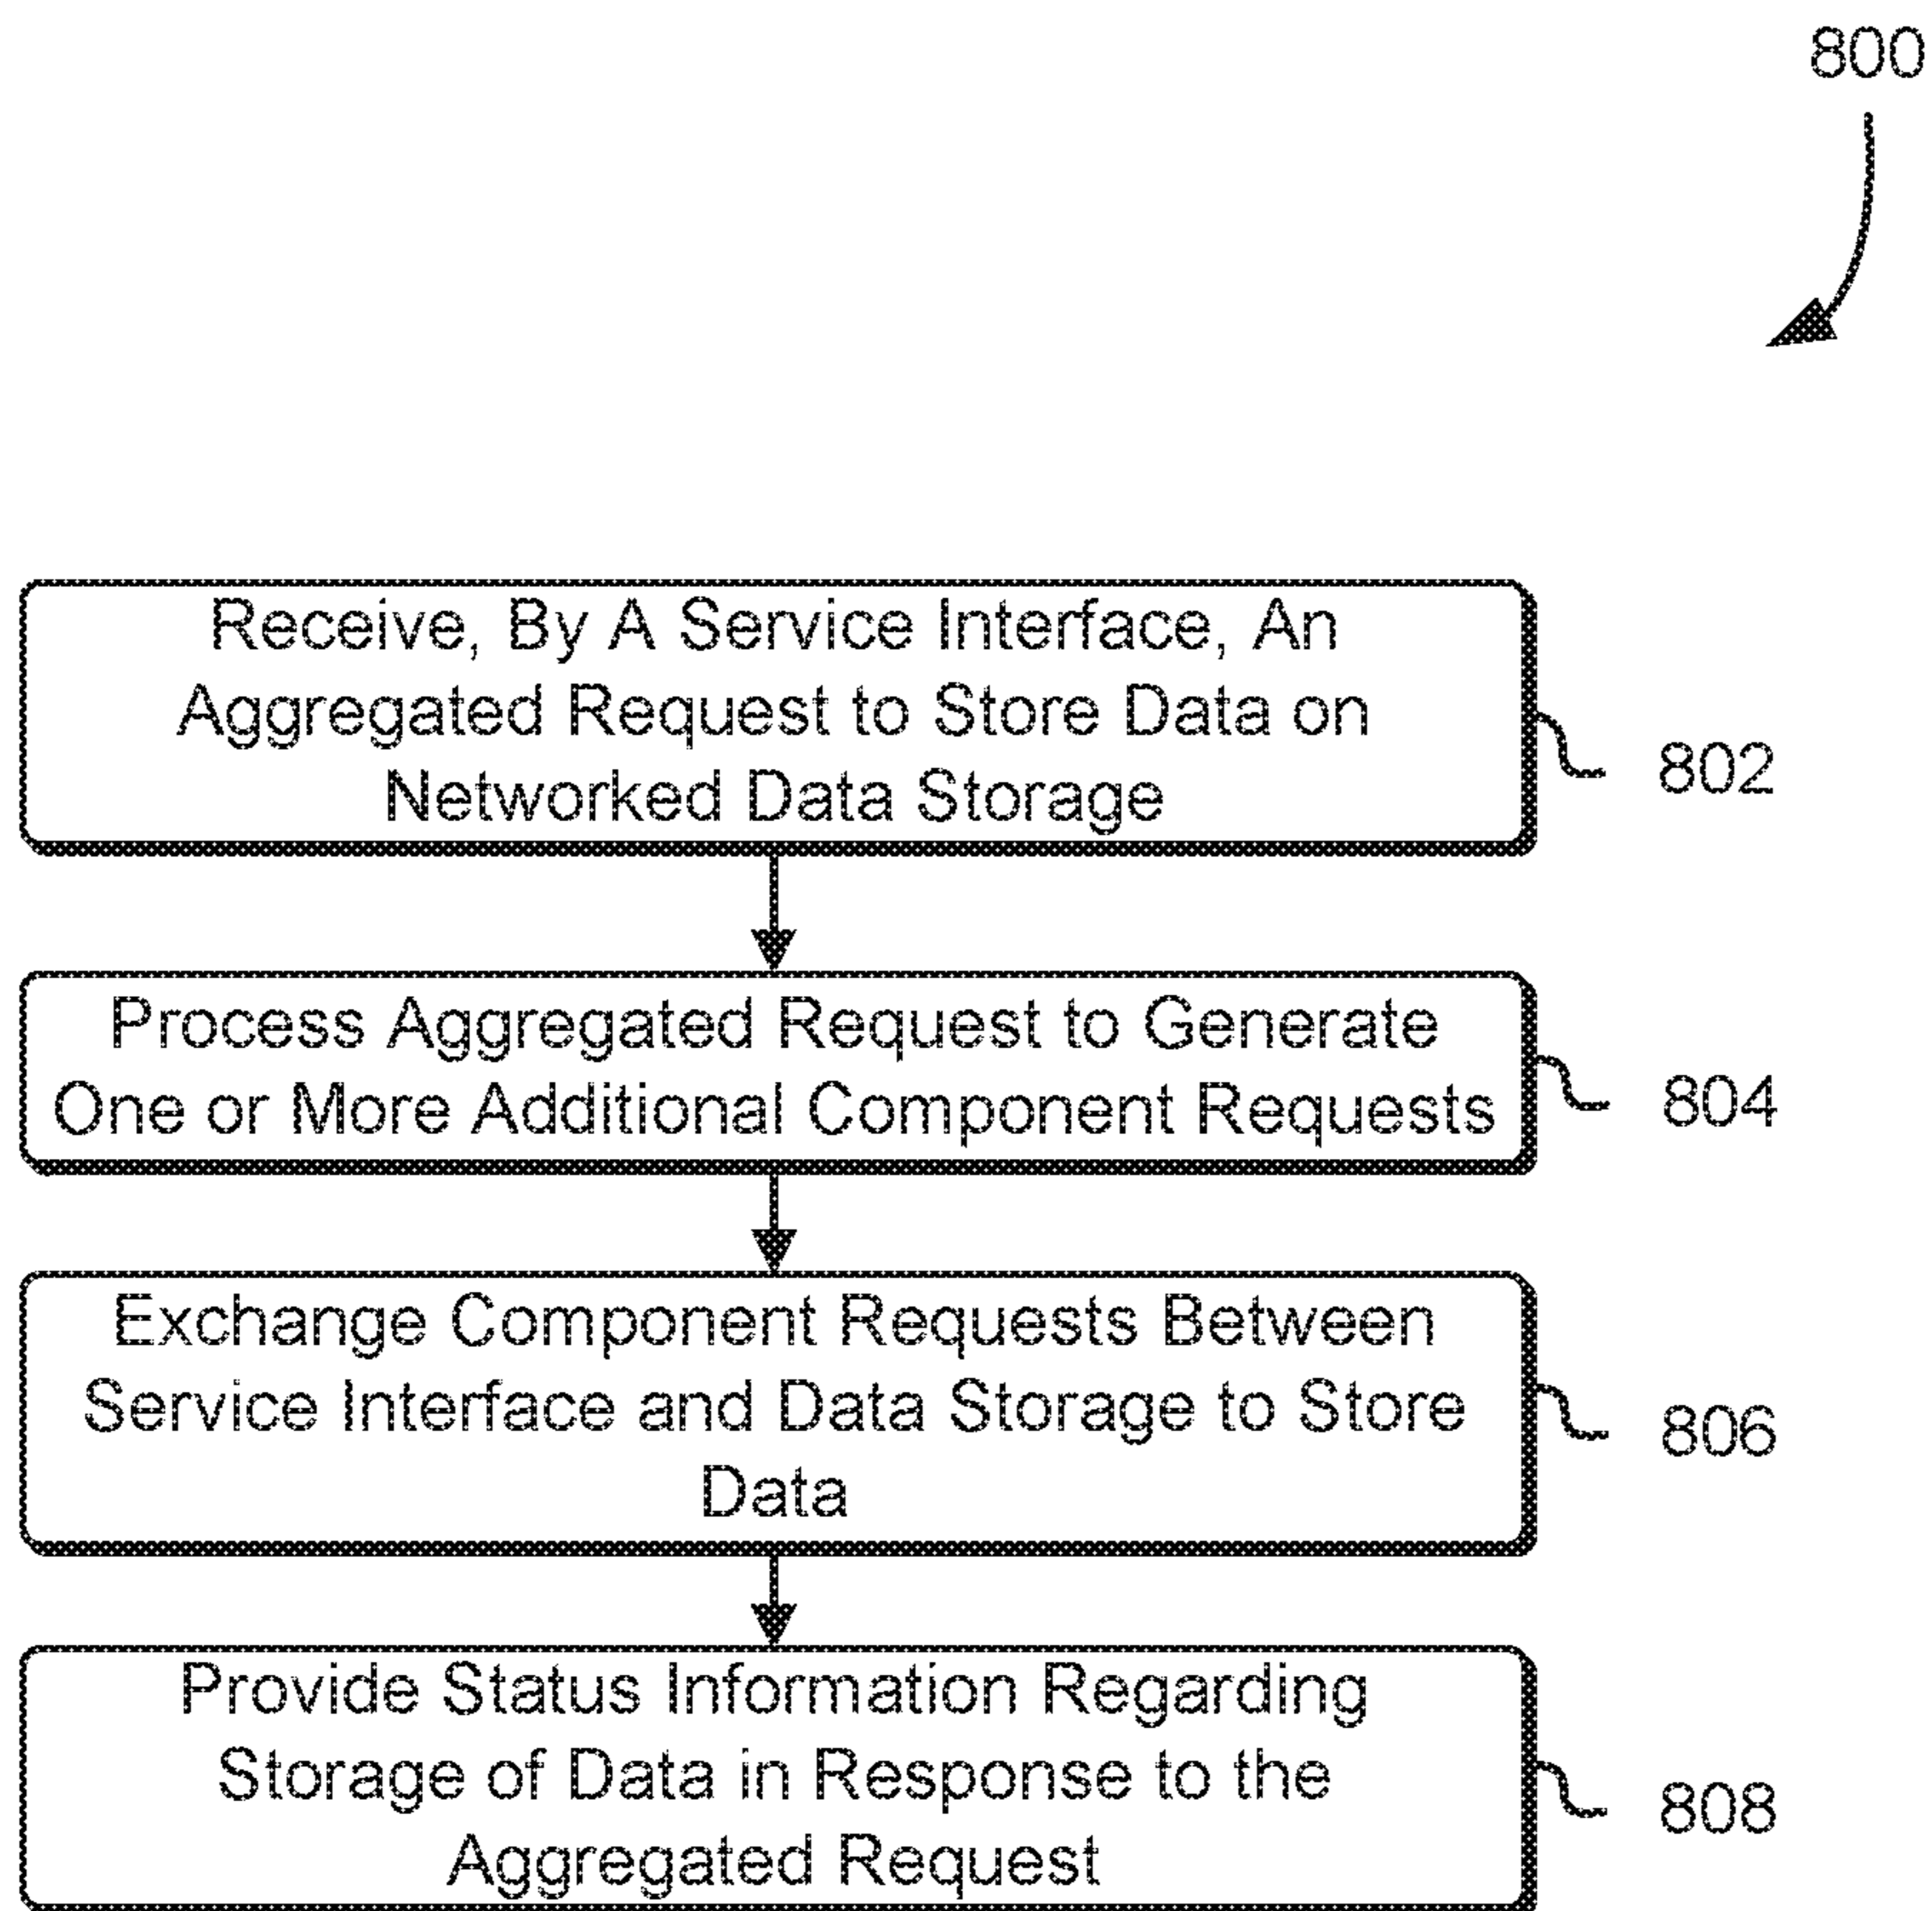 800
Receive, By A Service Interface, An
Aggregated Request to Store Data on
Networked Data Storage
802
Process Aggregated Request to Generate
One or More Additional Component Requests
804
Exchange Component Requests Between
Service Interface and Data Storage to Store
Data
806
Provide Status Information Regarding
Storage of Data in Response to the
Aggregated Request
808